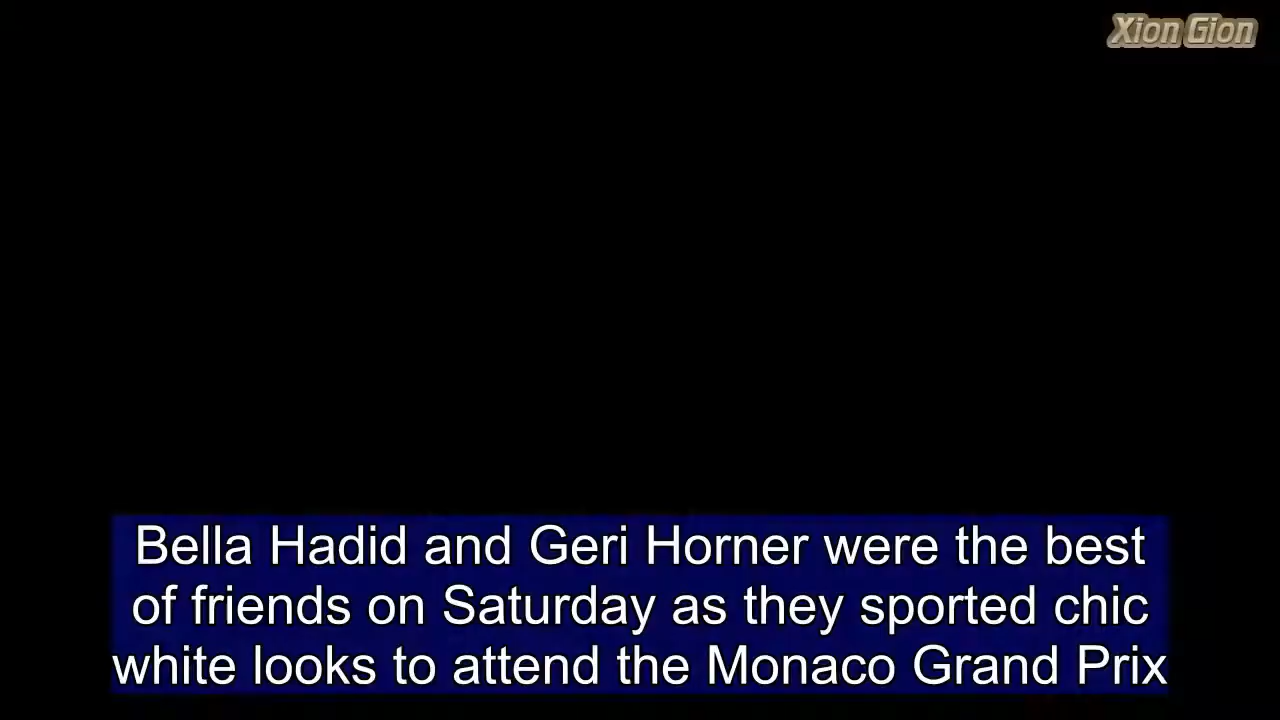 Xion Gion
Bella Hadid and Geri Horner were the best
of friends on Saturday as they sported chic
white looks to attend the Monaco Grand Prix